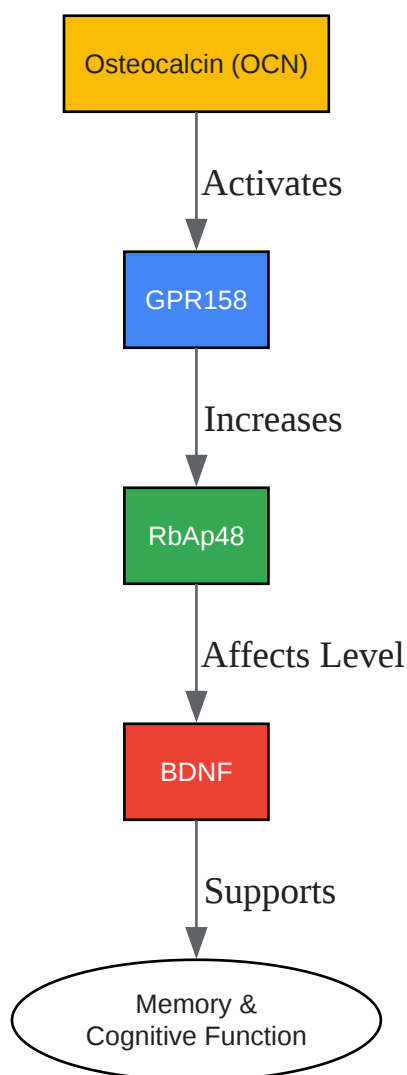 Osteocalcin (OCN)
Activates
GPR158
Increases
RbAp48
Affects Level
BDNF
Supports
Memory &
Cognitive Function